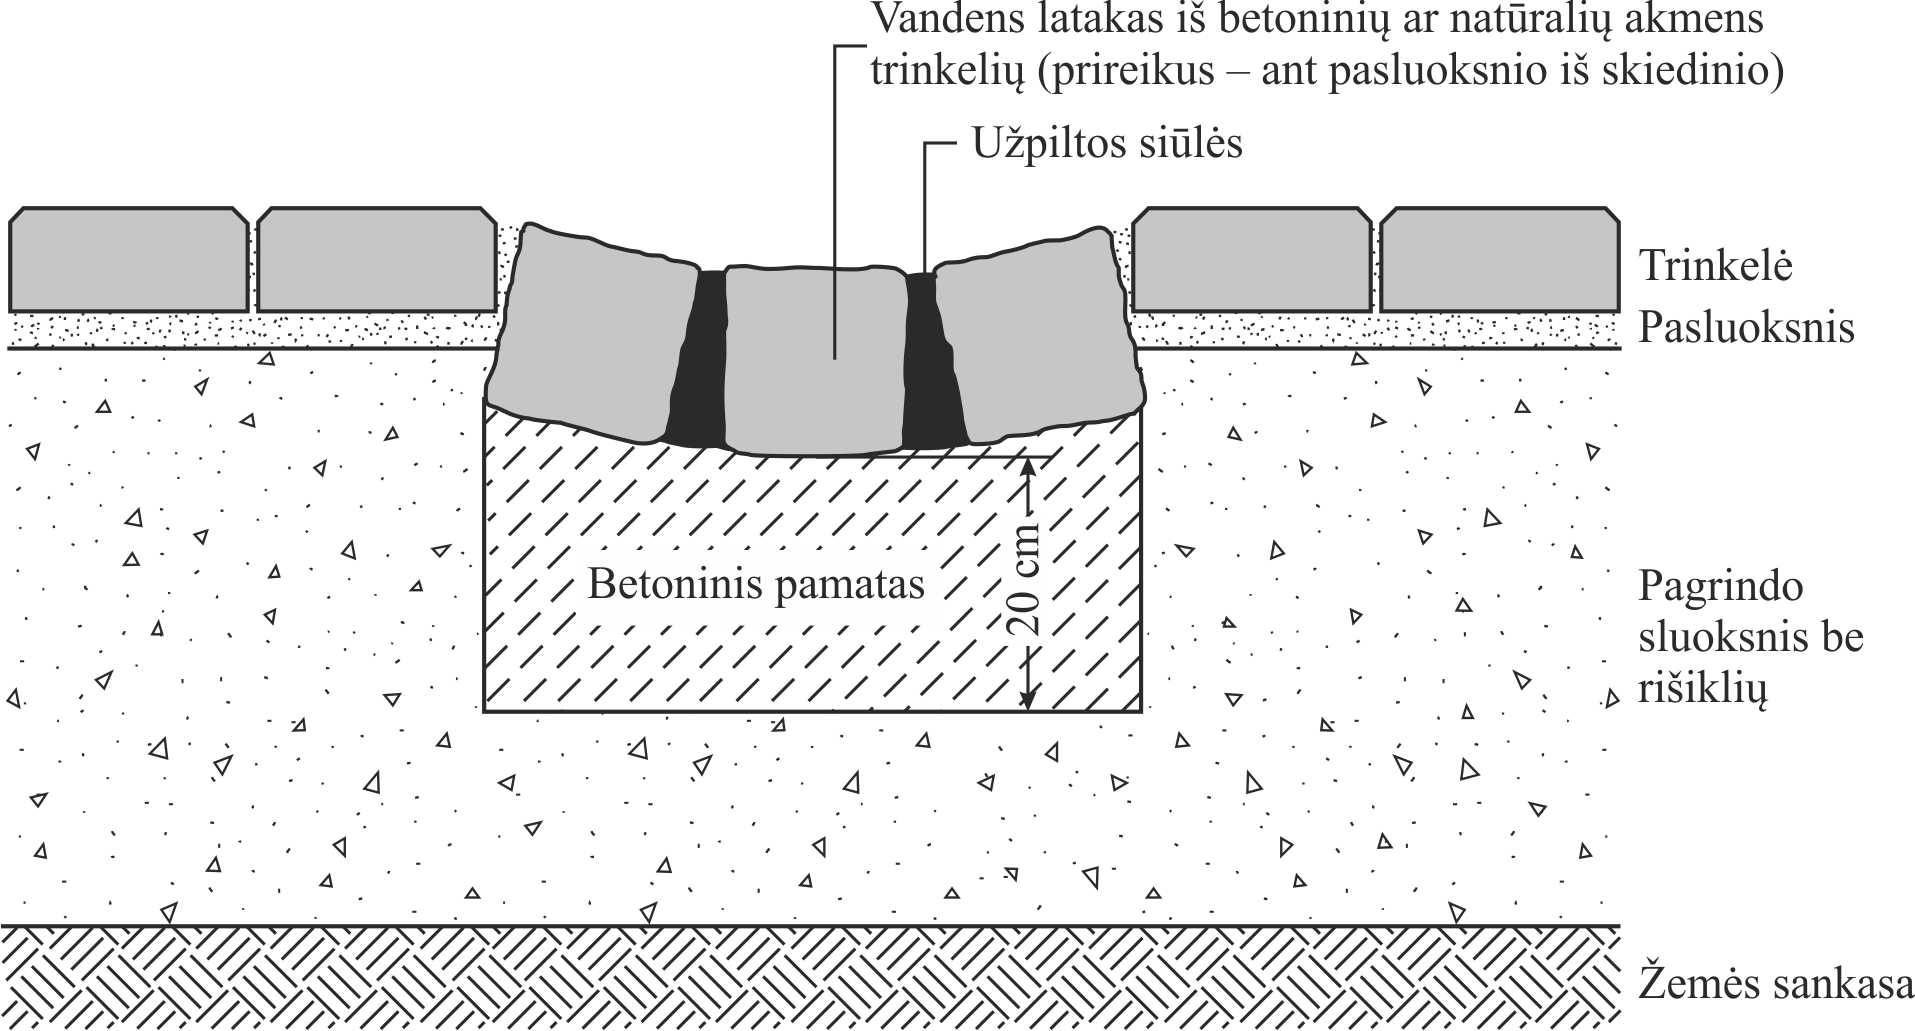 Vandens latakas iš betoninių ar natūralių akmens
trinkelių (prireikus – ant pasluoksnio iš skiedinio)
Užpiltos siūlės
Trinkelė
Pasluoksnis
Betoninis pamatas
20 cm
Pagrindo
sluoksnis be
rišiklių
Žemės sankasa